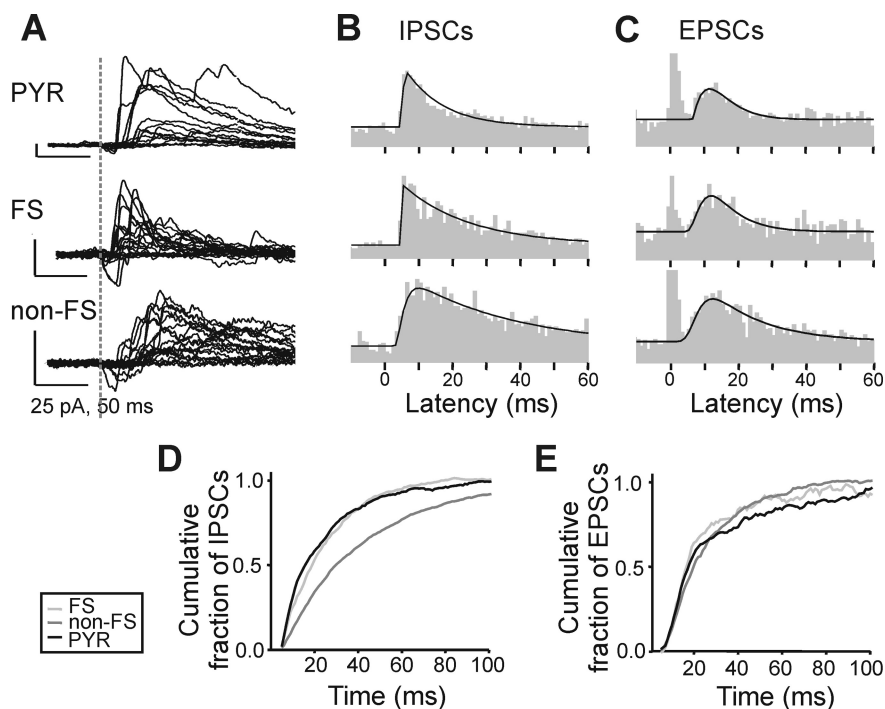 A
B IPSCs
C EPSCs
PYR
FS
non-FS
25 pA, 50 ms
0 20 40 60
Latency (ms)
0 10 20 40 60
Latency (ms)
D
Cumulative
fraction of IPSCs
1.0
0.5
0.0
20 40 60 80 100
Time (ms)
E
Cumulative
fraction of EPSCs
1.0
0.5
0.0
20 40 60 80 100
Time (ms)
FS
non-FS
PYR